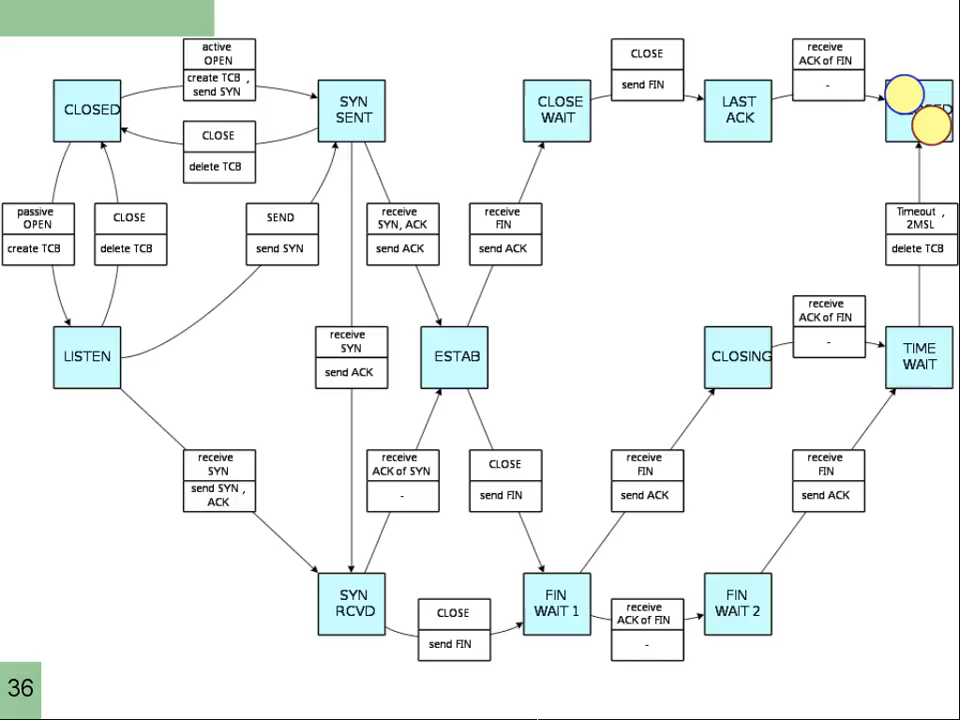 active
OPEN
create TCB ,
send SYN
CLOSE
send FIN
receive
ACK of FIN
-
CLOSED
SYN
SENT
CLOSE
WAIT
LAST
ACK
CLOSE
delete TCB
passive
OPEN
create TCB
CLOSE
delete TCB
SEND
send SYN
receive
SYN, ACK
send ACK
receive
FIN
send ACK
Timeout ,
2MSL
delete TCB
receive
ACK of FIN
-
LISTEN
receive
SYN
send ACK
ESTAB
CLOSING
TIME
WAIT
receive
SYN
send SYN ,
ACK
receive
ACK of SYN
-
CLOSE
send FIN
receive
FIN
send ACK
receive
FIN
send ACK
SYN
RCVD
CLOSE
send FIN
FIN
WAIT 1
receive
ACK of FIN
-
FIN
WAIT 2
36